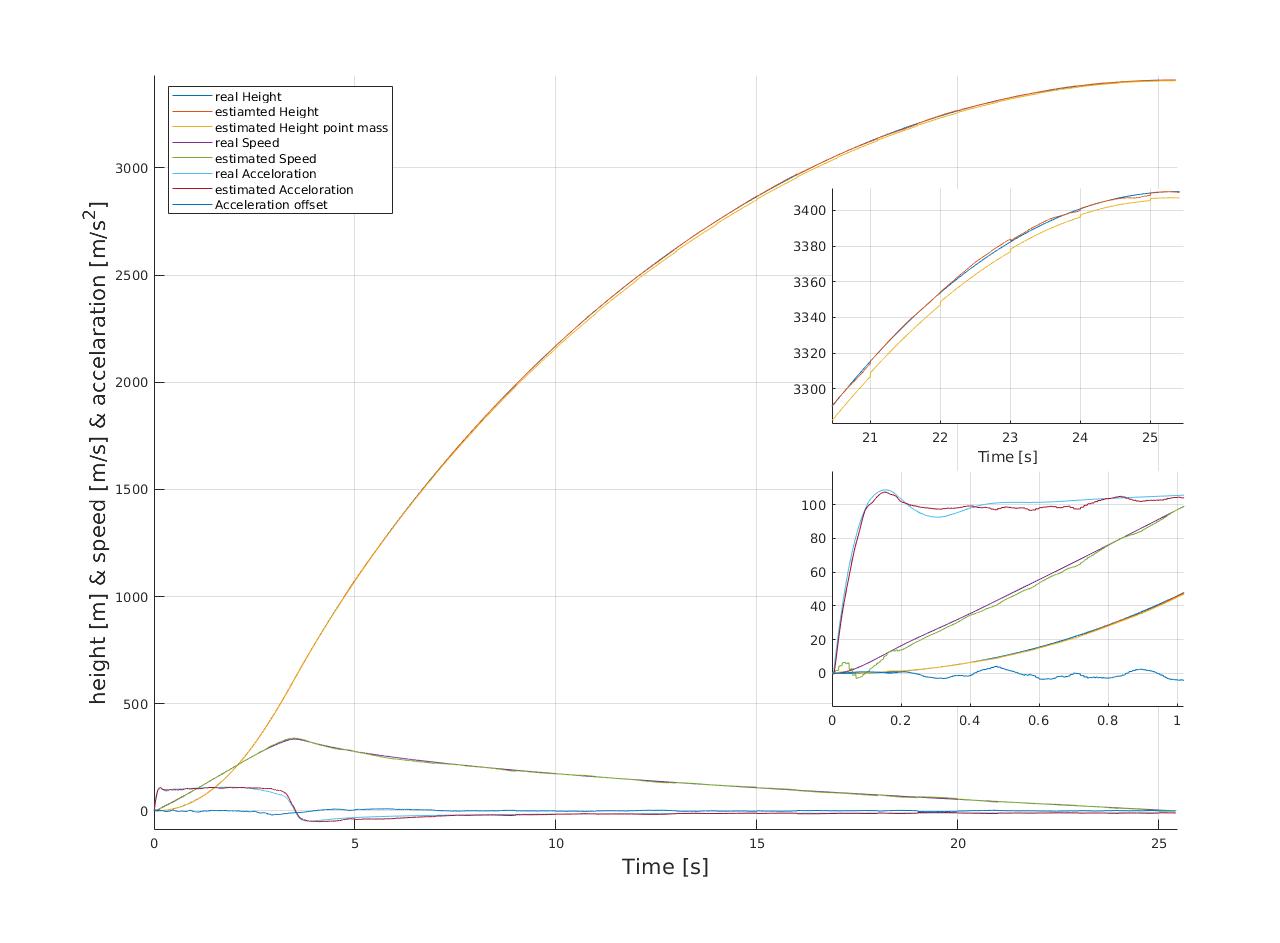 real Height
estiamted Height
estimated Height point mass
real Speed
estimated Speed
real Acceloration
estimated Acceloration
Acceleration offset
height [m] & speed [m/s] & accelaration [m/s²]
3000
2500
2000
1500
1000
500
0
0 5 10 15 20 25
Time [s]
3400
3380
3360
3340
3320
3300
21 22 23 24 25
Time [s]
100
80
60
40
20
0
0 0.2 0.4 0.6 0.8 1